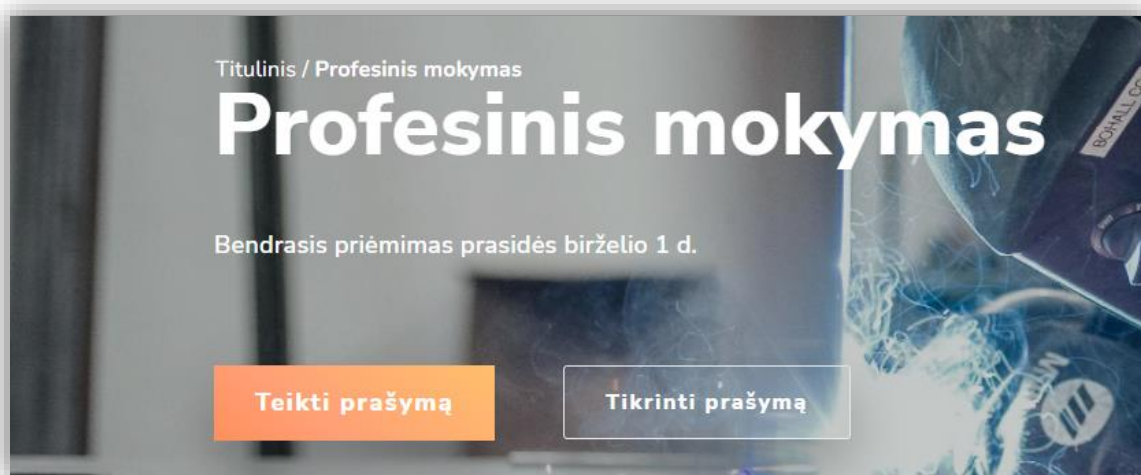 Titulinis / Profesinis mokymas
Profesinis mokymas
Bendrasis priėmimas prasidės birželio 1 d.
Teikti prašymą
Tikrinti prašymą